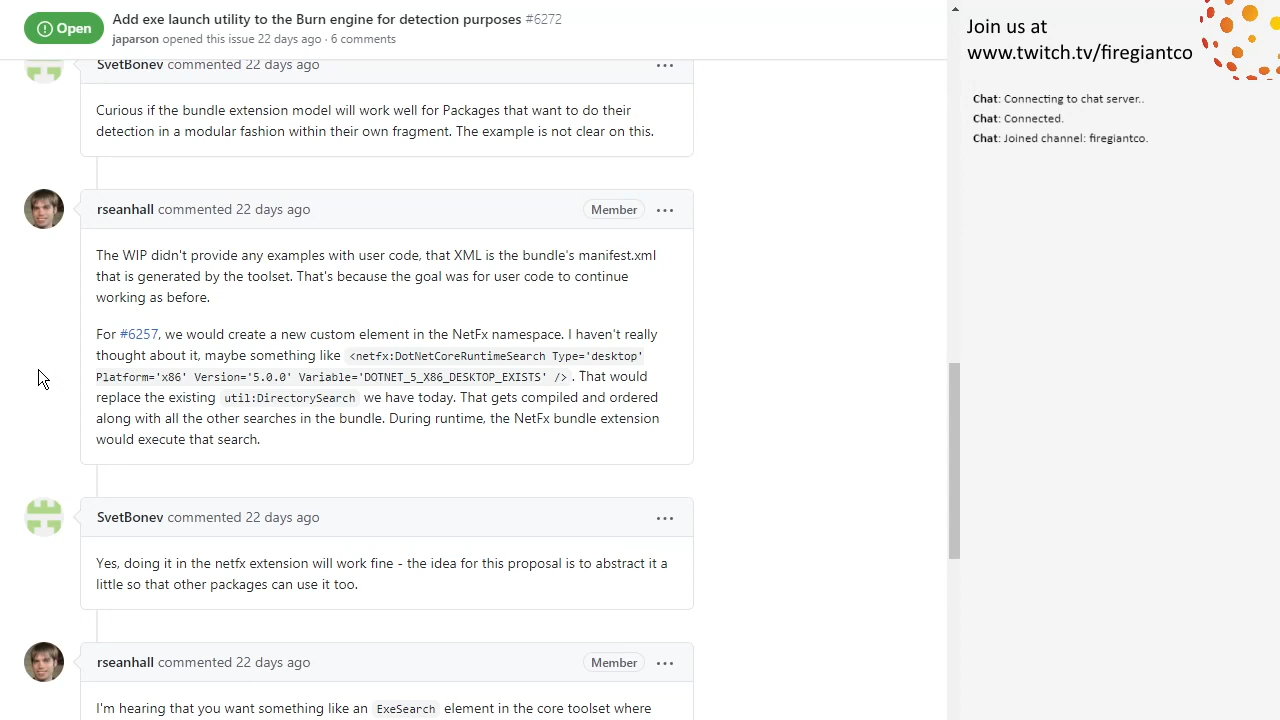 Open
Add exe launch utility to the Burn engine for detection purposes #6272
japarson opened this issue 22 days ago · 6 comments
SvetBonev commented 22 days ago
Curious if the bundle extension model will work well for Packages that want to do their
detection in a modular fashion within their own fragment. The example is not clear on this.
rseanhall commented 22 days ago
Member
The WIP didn't provide any examples with user code, that XML is the bundle's manifest.xml
that is generated by the toolset. That's because the goal was for user code to continue
working as before.
For #6257, we would create a new custom element in the NetFx namespace. I haven't really
thought about it, maybe something like <netfx:DotNetCoreRuntimeSearch Type='desktop'
Platform='x86' Version='5.0.0' Variable='DOTNET_5_X86_DESKTOP_EXISTS' />. That would
replace the existing util:DirectorySearch we have today. That gets compiled and ordered
along with all the other searches in the bundle. During runtime, the NetFx bundle extension
would execute that search.
SvetBonev commented 22 days ago
Yes, doing it in the netfx extension will work fine - the idea for this proposal is to abstract it a
little so that other packages can use it too.
rseanhall commented 22 days ago
Member
I'm hearing that you want something like an ExeSearch element in the core toolset where
Join us at
www.twitch.tv/firegiantco
Chat: Connecting to chat server..
Chat: Connected.
Chat: Joined channel: firegiantco.